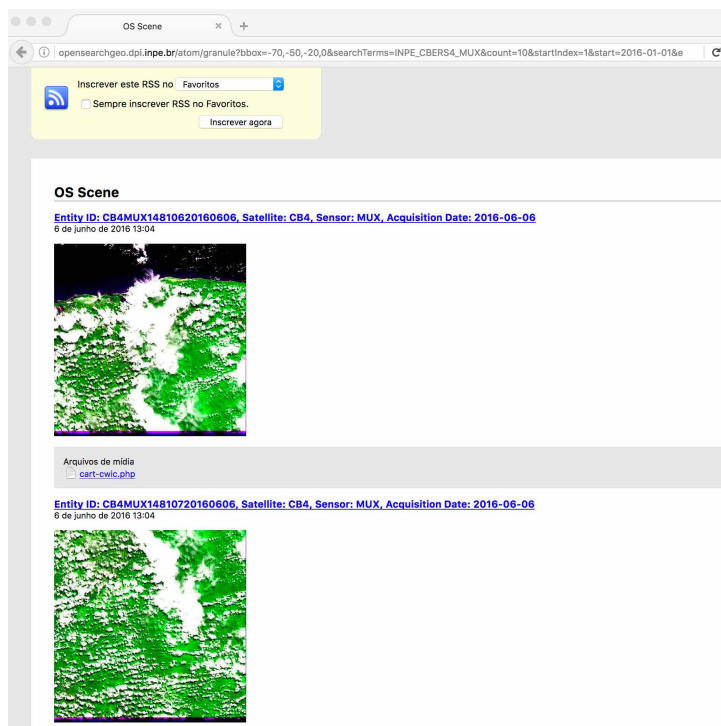 OS Scene
opensearchgeo.dpi.inpe.br/atom/granule?bbox=-70,-50,-20,0&searchTerms=INPE_CBERS4_MUX&count=10&startIndex=1&start=2016-01-01&e
Inscrever este RSS no Favoritos
Sempre inscrever RSS no Favoritos.
Inscrever agora
OS Scene
Entity ID: CB4MUX14810620160606, Satellite: CB4, Sensor: MUX, Acquisition Date: 2016-06-06
6 de junho de 2016 13:04
Arquivos de mídia
cart-cwic.php
Entity ID: CB4MUX14810720160606, Satellite: CB4, Sensor: MUX, Acquisition Date: 2016-06-06
6 de junho de 2016 13:04